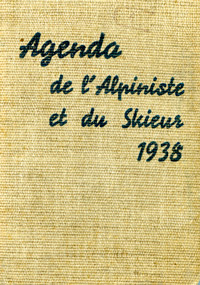 Agenda
de l'Alpiniste
et du Skieur
1938